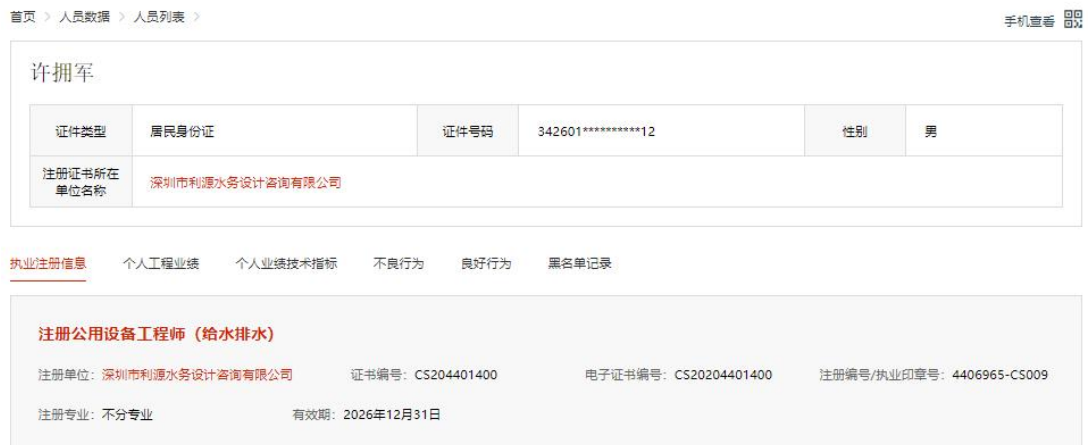 首页 > 人员数据 > 人员列表 >
手机查看
许拥军
证件类型 居民身份证 证件号码 342601**********12 性别 男
注册证书所在
单位名称
深圳市利源水务设计咨询有限公司
执业注册信息 个人工程业绩 个人业绩技术指标 不良行为 良好行为 黑名单记录
注册公用设备工程师（给水排水）
注册单位：深圳市利源水务设计咨询有限公司 证书编号：CS204401400 电子证书编号：CS20204401400 注册编号/执业印章号：4406965-CS009
注册专业：不分专业 有效期：2026年12月31日